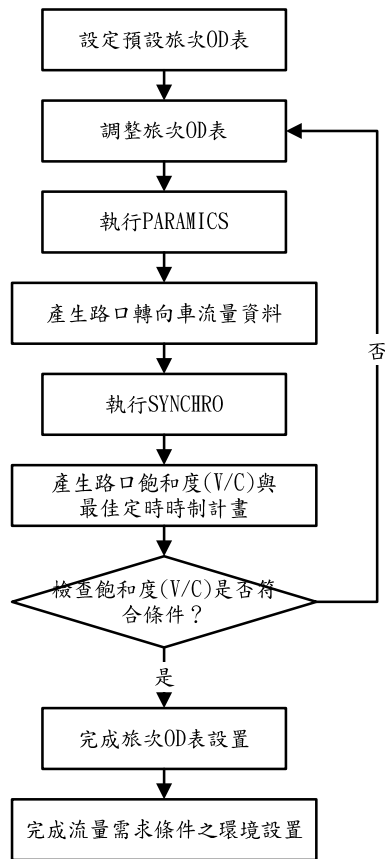 設定預設旅次OD表
調整旅次OD表
執行PARAMICS
產生路口轉向車流量資料
否
執行SYNCHRO
產生路口飽和度(V/C)與
最佳定時時制計畫
檢查飽和度(V/C)是否符
合條件？
是
完成旅次OD表設置
完成流量需求條件之環境設置